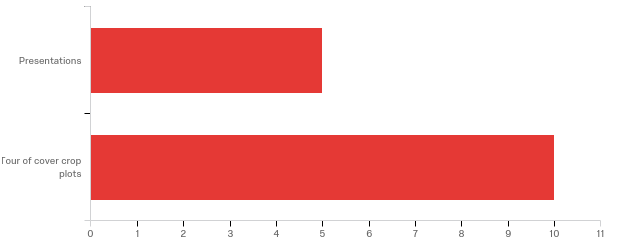 Presentations
Tour of cover crop
plots
0 1 2 3 4 5 6 7 8 9 10 11